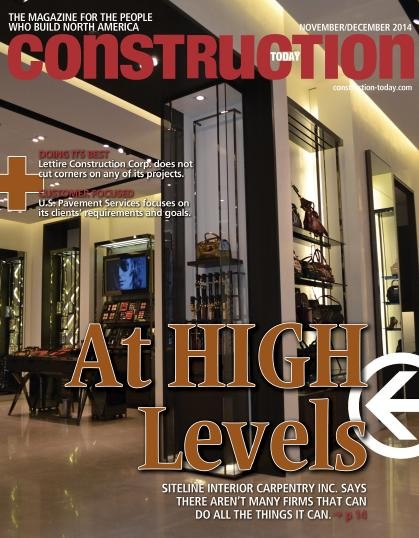 THE MAGAZINE FOR THE PEOPLE
WHO BUILD NORTH AMERICA
NOVEMBER/DECEMBER 2014
CONSTRUCTION
TODAY
construction-today.com
+
DOING IT'S BEST
Lettire Construction Corp. does not
cut corners on any of its projects.
CUSTOMER FOCUSED
U.S. Pavement Services focuses on
its clients' requirements and goals.
At HIGH
Levels
SITELINE INTERIOR CARPENTRY INC. SAYS
THERE AREN'T MANY FIRMS THAT CAN
DO ALL THE THINGS IT CAN. → p 14